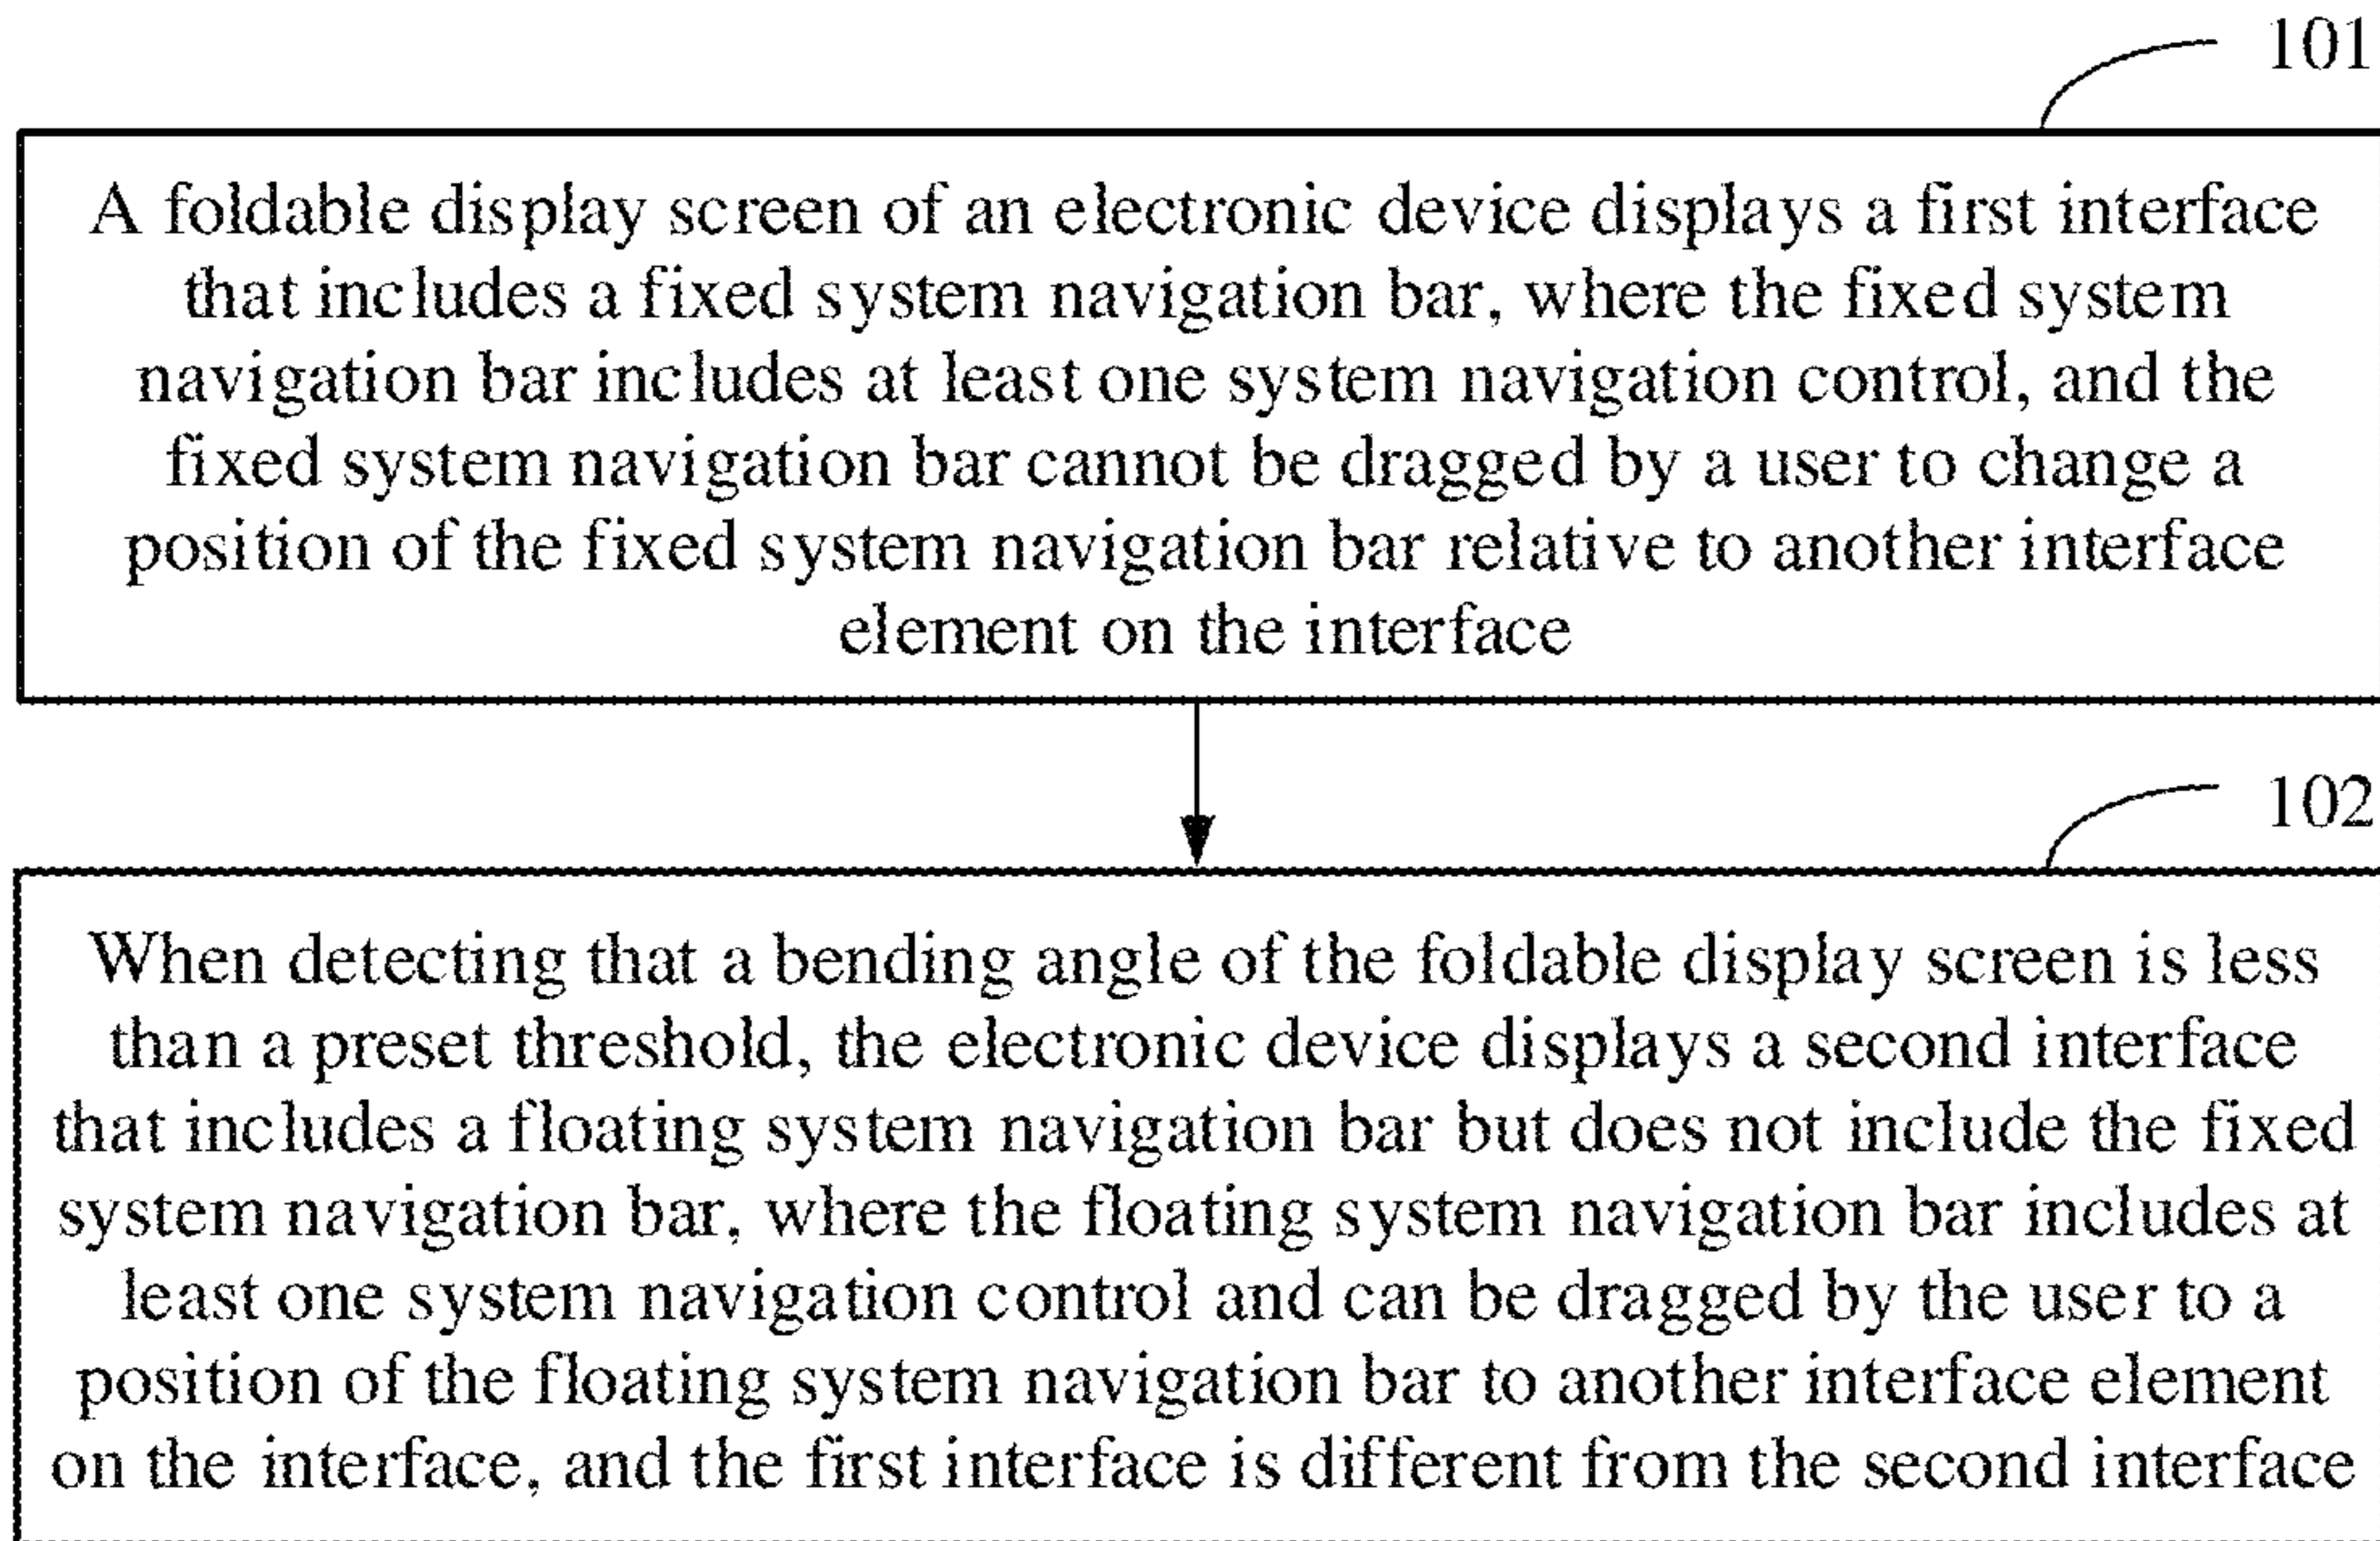 101
A foldable display screen of an electronic device displays a first interface
that includes a fixed system navigation bar, where the fixed system
navigation bar includes at least one system navigation control, and the
fixed system navigation bar cannot be dragged by a user to change a
position of the fixed system navigation bar relative to another interface
element on the interface
102
When detecting that a bending angle of the foldable display screen is less
than a preset threshold, the electronic device displays a second interface
that includes a floating system navigation bar but does not include the fixed
system navigation bar, where the floating system navigation bar includes at
least one system navigation control and can be dragged by the user to a
position of the floating system navigation bar to another interface element
on the interface, and the first interface is different from the second interface